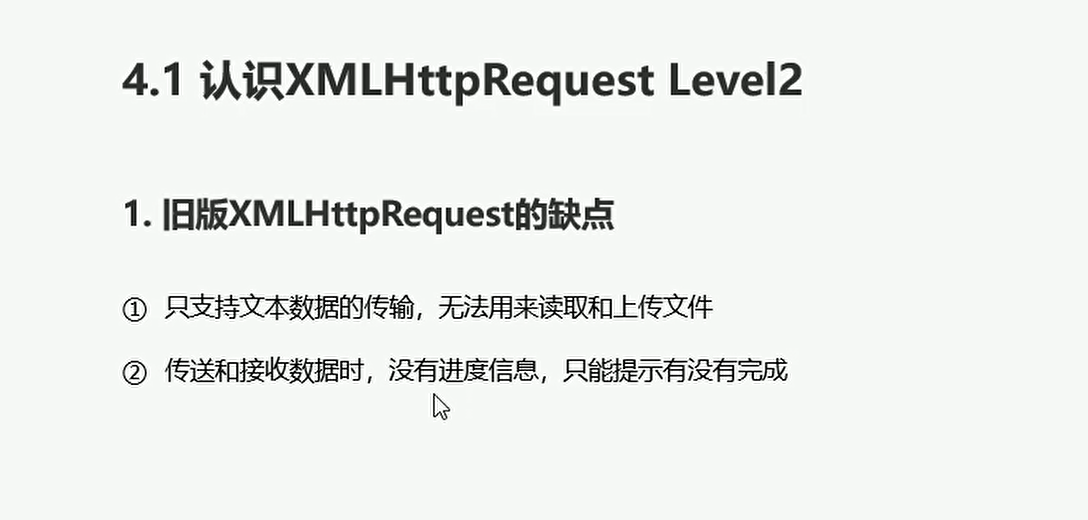 4.1 认识XMLHttpRequest Level2
1. 旧版XMLHttpRequest的缺点
① 只支持文本数据的传输，无法用来读取和上传文件
② 传送和接收数据时，没有进度信息，只能提示有没有完成